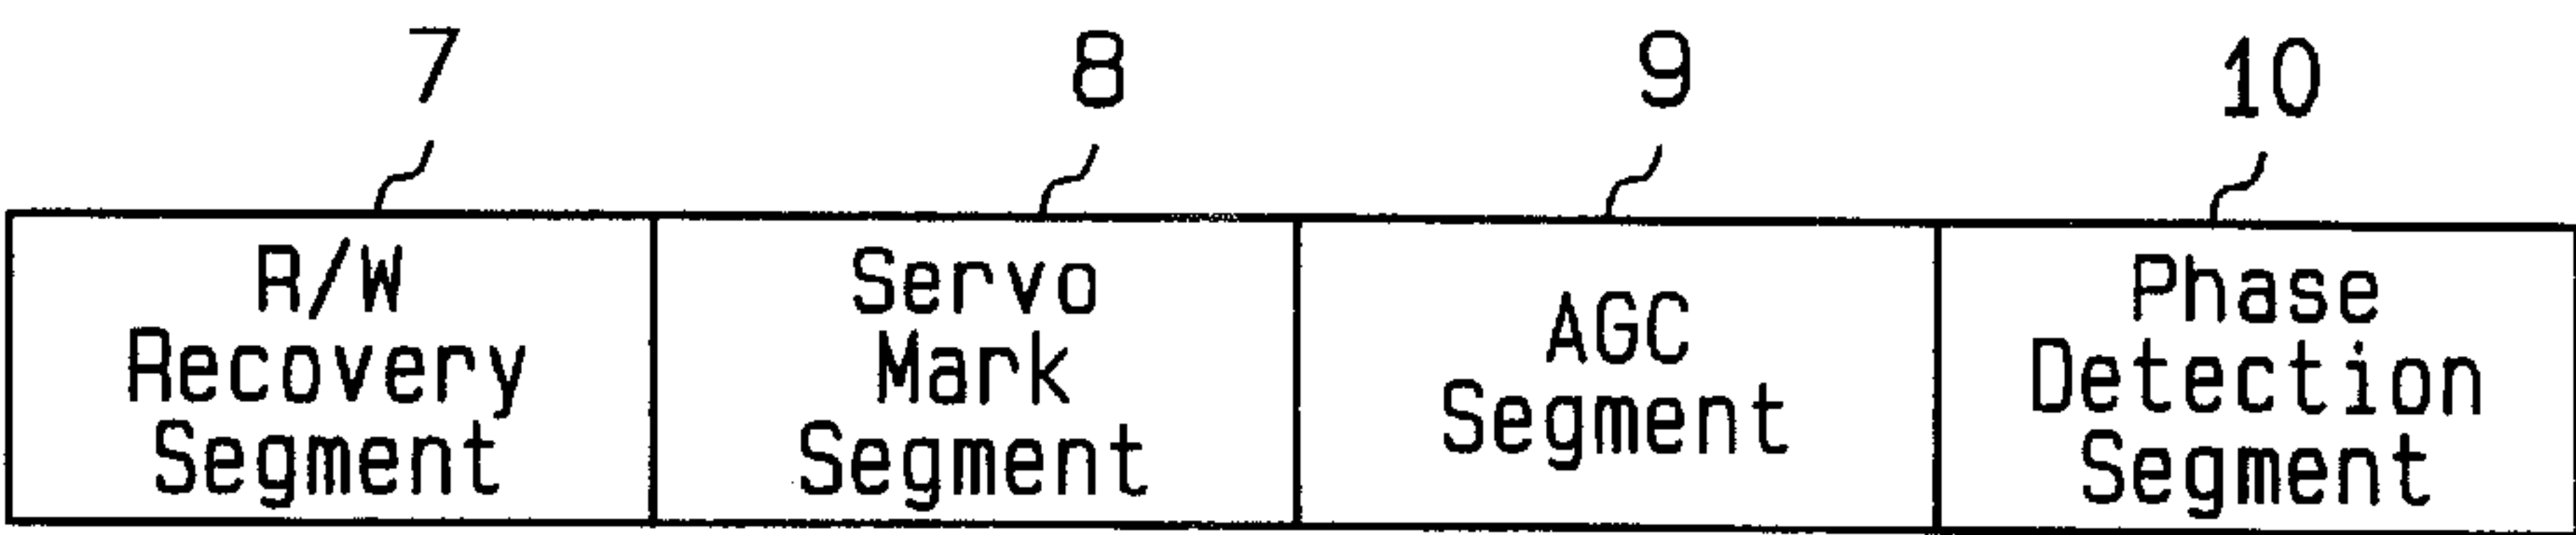 7
8
9
10
R/W
Recovery
Segment
Servo
Mark
Segment
AGC
Segment
Phase
Detection
Segment